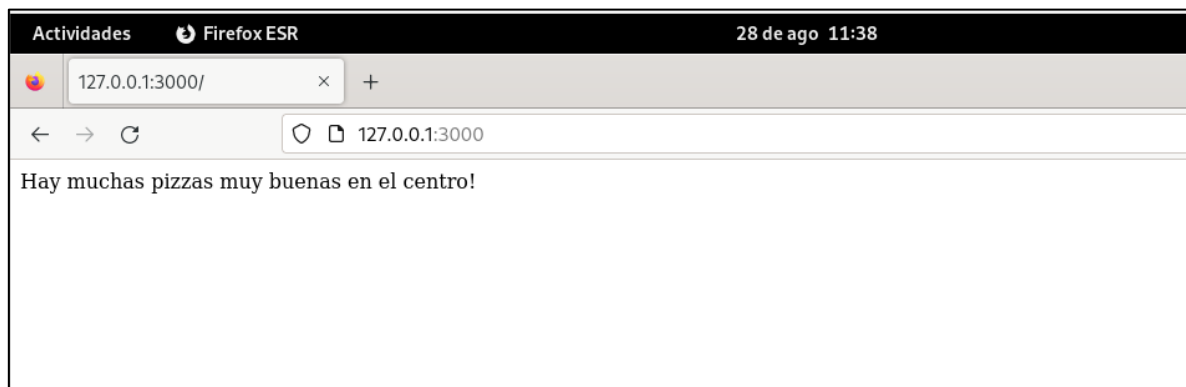 Actividades Firefox ESR 28 de ago 11:38
127.0.0.1:3000/
127.0.0.1:3000
Hay muchas pizzas muy buenas en el centro!